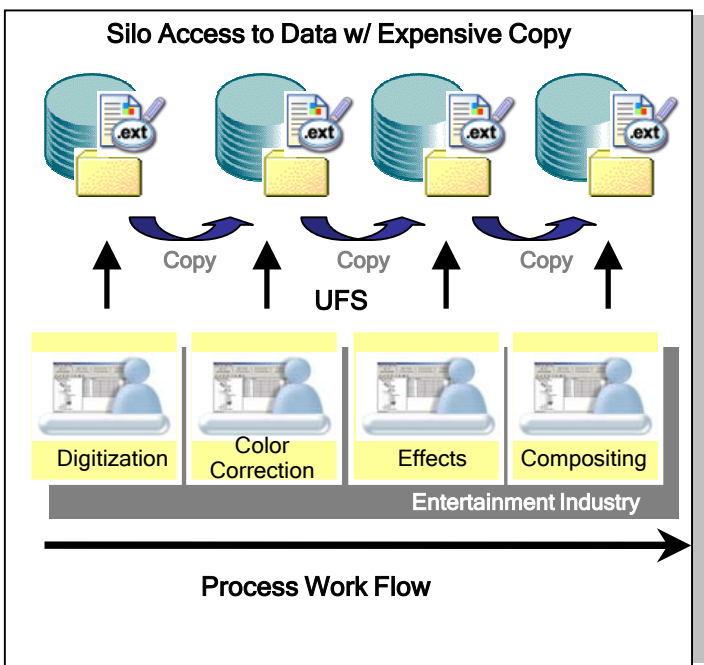 Silo Access to Data w/ Expensive Copy
.ext .ext .ext .ext
Copy Copy Copy
UFS
Digitization
Color
Correction
Effects
Compositing
Entertainment Industry
Process Work Flow